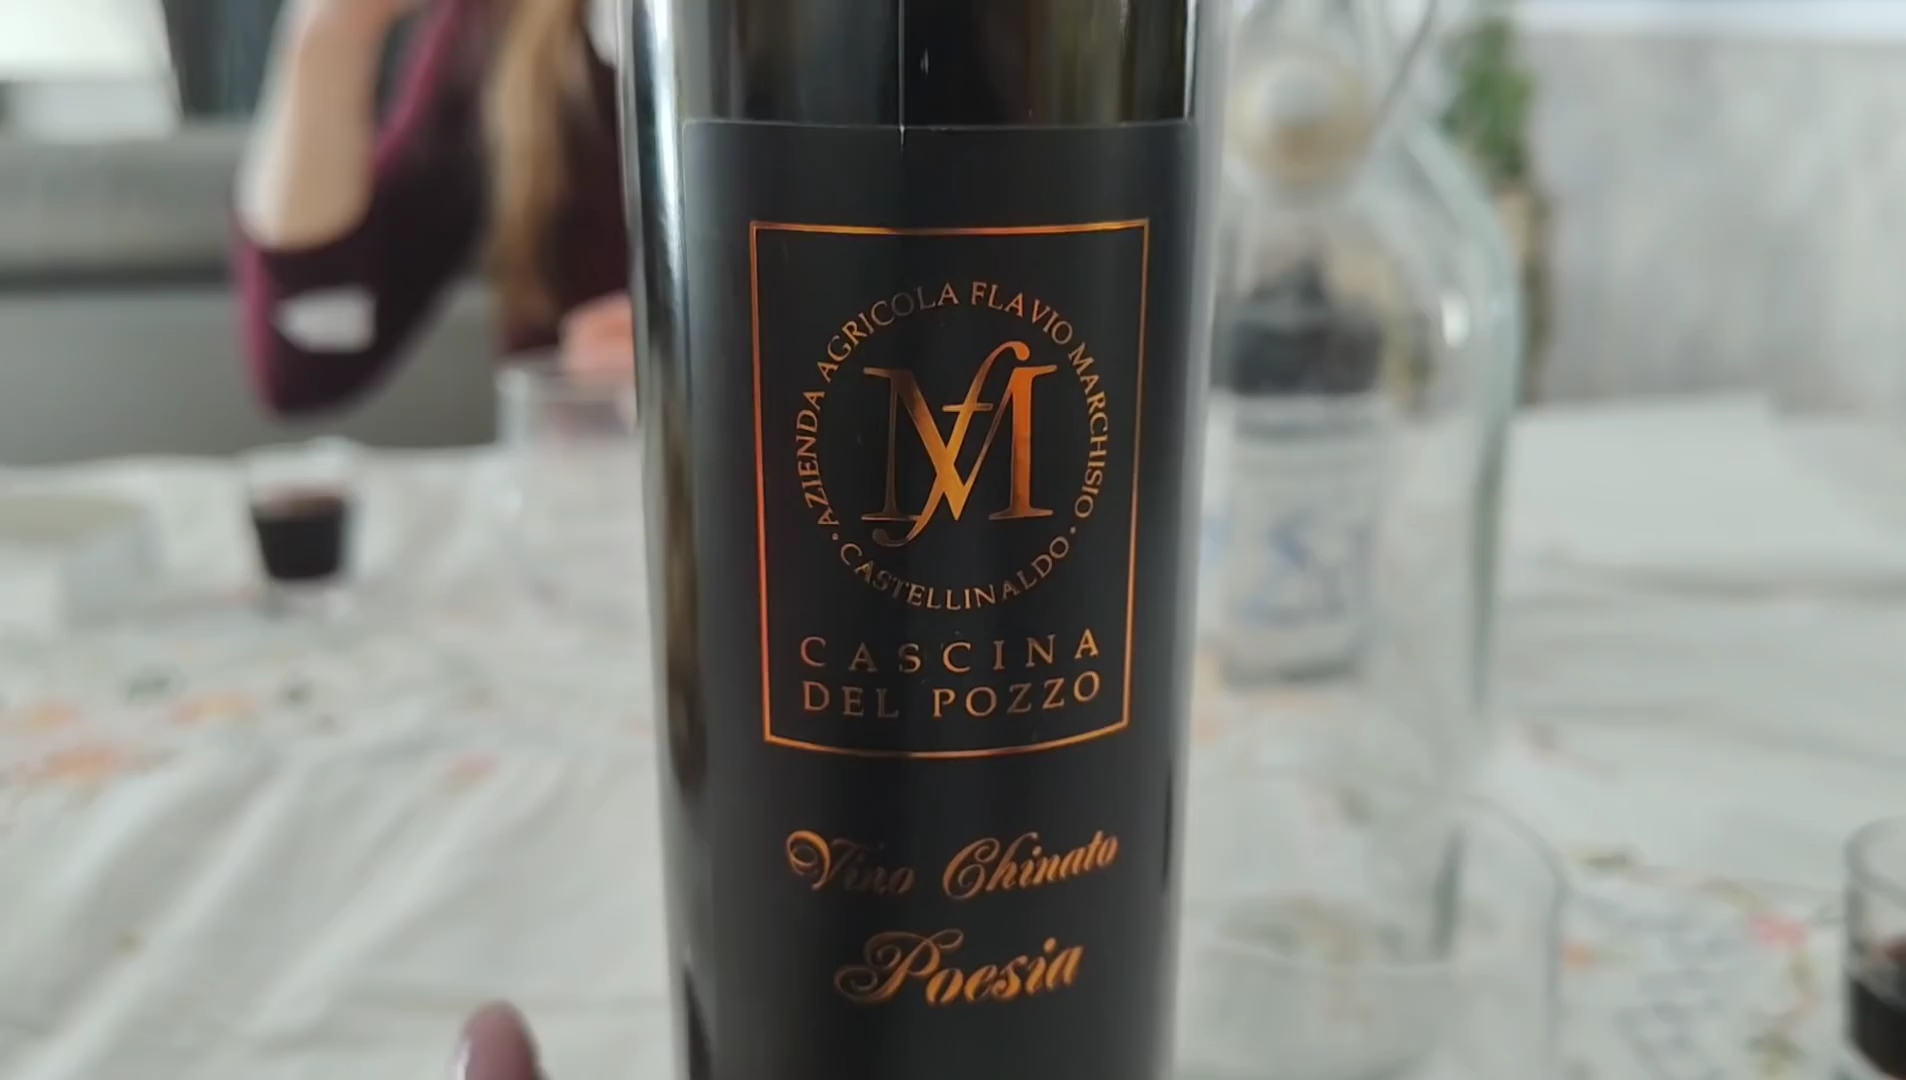 · AZIENDA AGRICOLA FLAVIO MARCHISIO ·
fM
CASTELLINALDO
CASCINA
DEL POZZO
Vino Chinato
Poesia